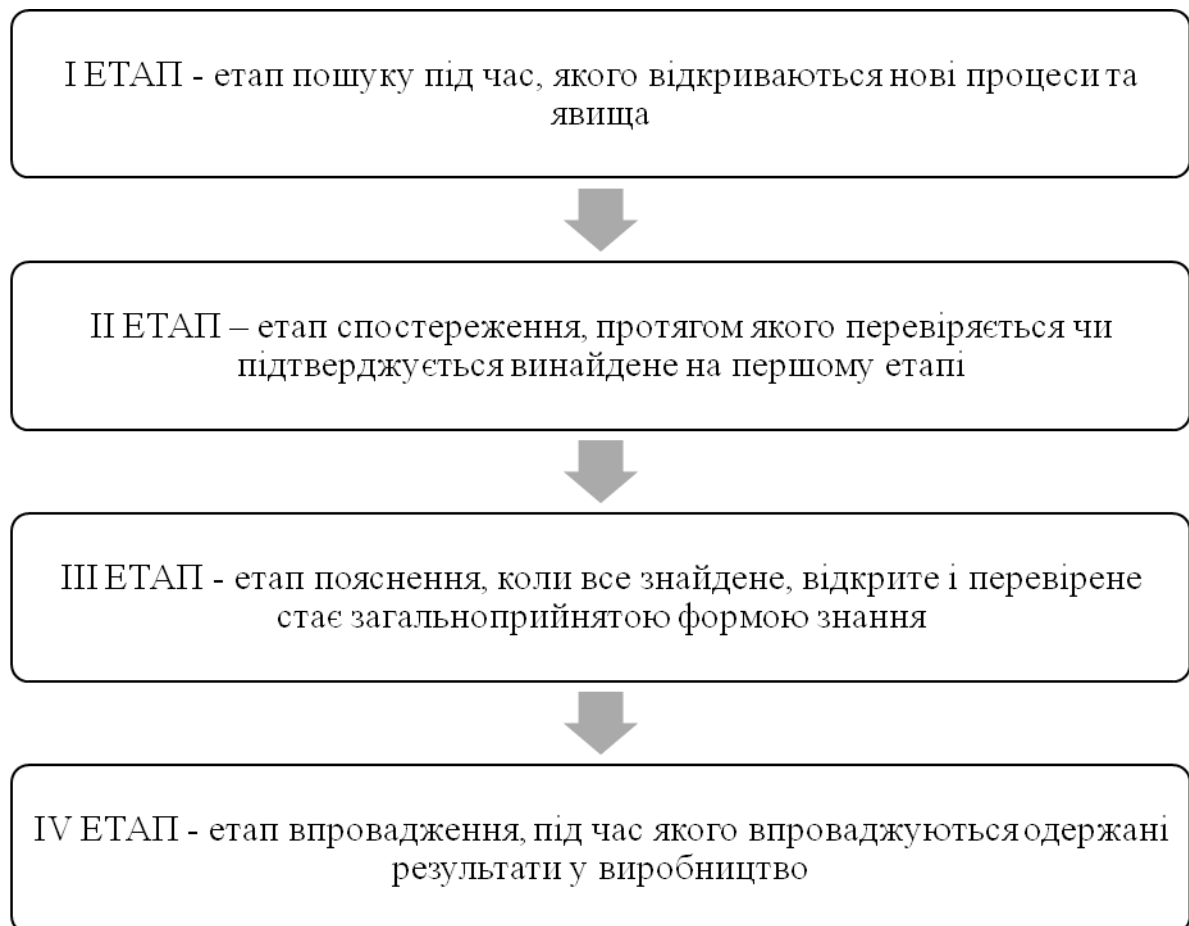 І ЕТАП - етап пошуку під час, якого відкриваються нові процеси та
явища
ІІ ЕТАП – етап спостереження, протягом якого перевіряється чи
підтверджується винайдене на першому етапі
ІІІ ЕТАП - етап пояснення, коли все знайдене, відкрите і перевірене
стає загальноприйнятою формою знання
IV ЕТАП - етап впровадження, під час якого впроваджуються одержані
результати у виробництво